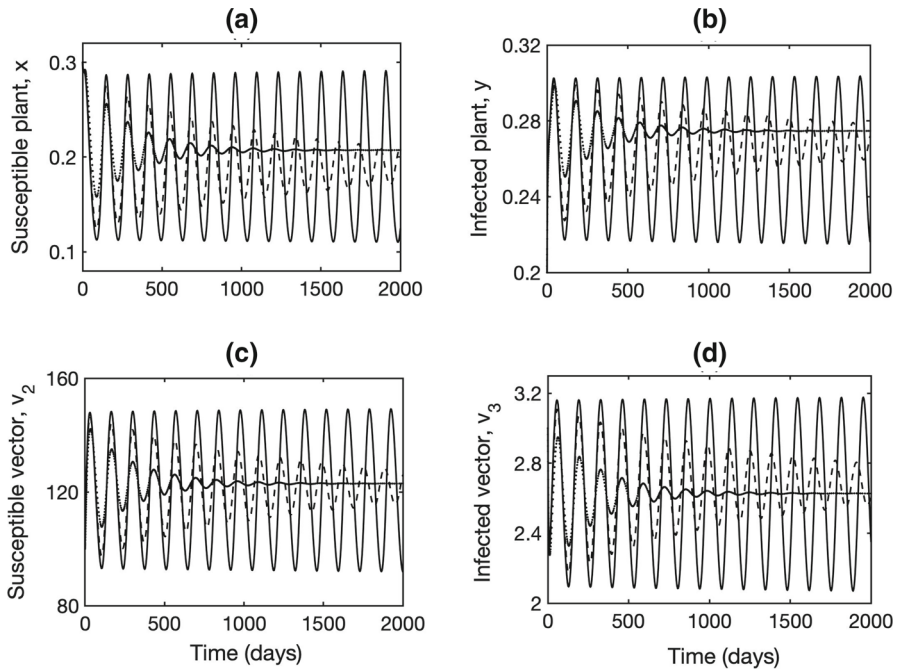 (a)
Susceptible plant, x
0.3
0.2
0.1
0 500 1000 1500 2000
(b)
Infected plant, y
0.32
0.28
0.24
0.2
0 500 1000 1500 2000
(c)
Susceptible vector, v₂
160
120
80
0 500 1000 1500 2000
Time (days)
(d)
Infected vector, v₃
3.2
2.8
2.4
2
0 500 1000 1500 2000
Time (days)